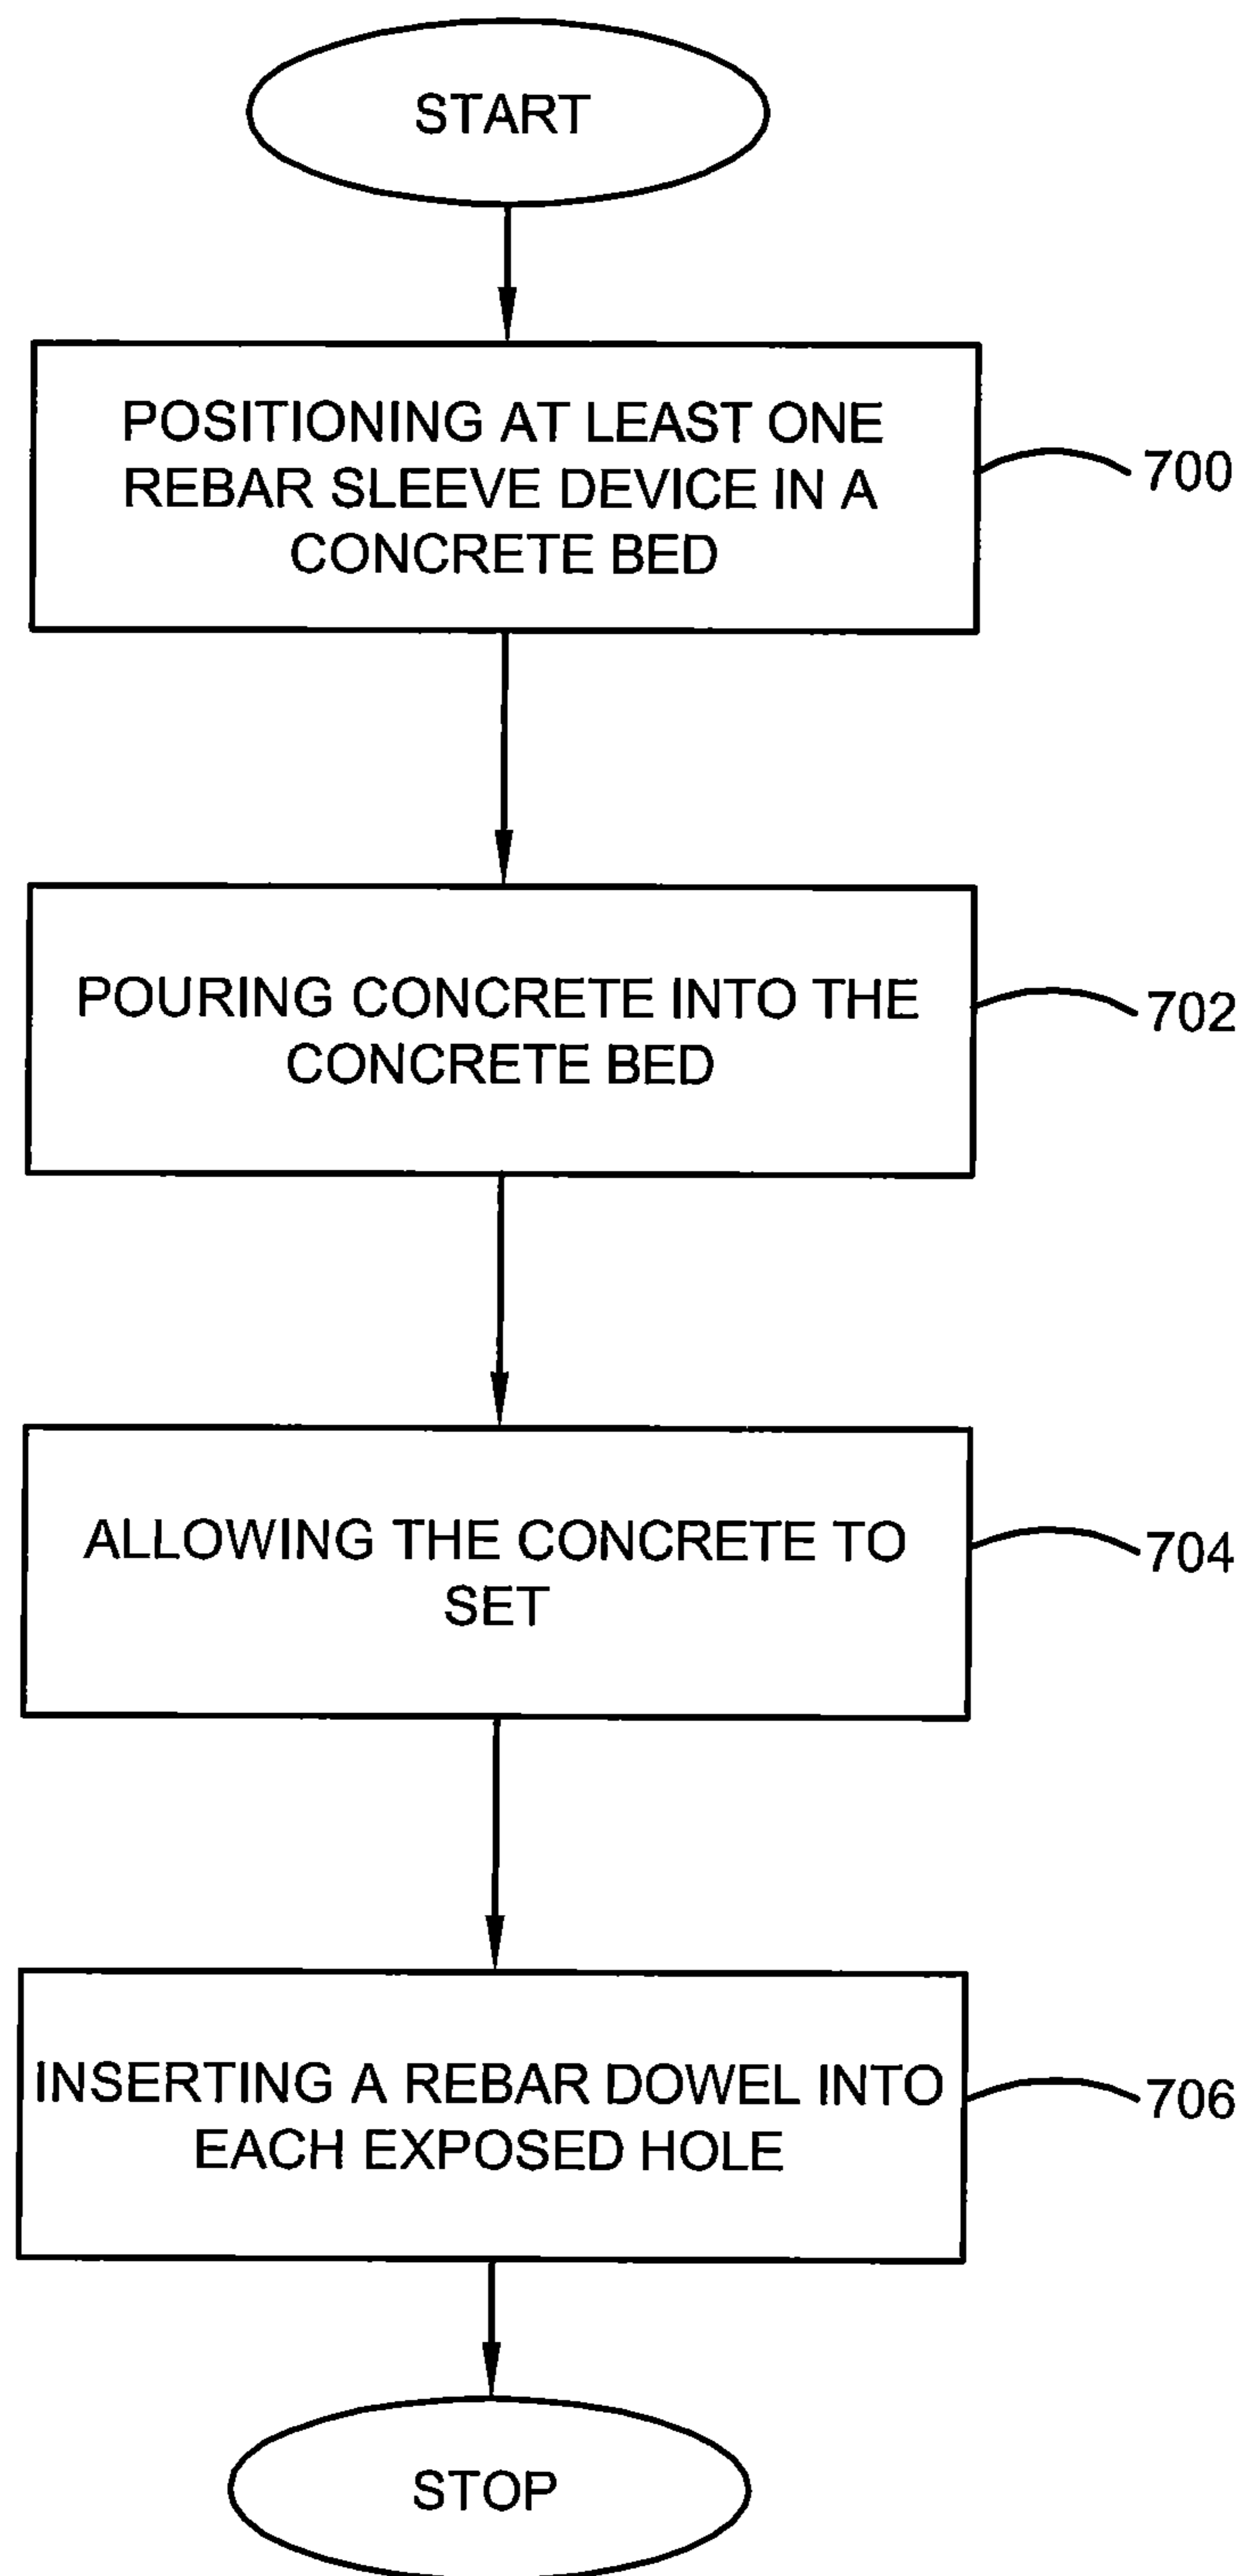 START
POSITIONING AT LEAST ONE
REBAR SLEEVE DEVICE IN A
CONCRETE BED
700
POURING CONCRETE INTO THE
CONCRETE BED
702
ALLOWING THE CONCRETE TO
SET
704
INSERTING A REBAR DOWEL INTO
EACH EXPOSED HOLE
706
STOP